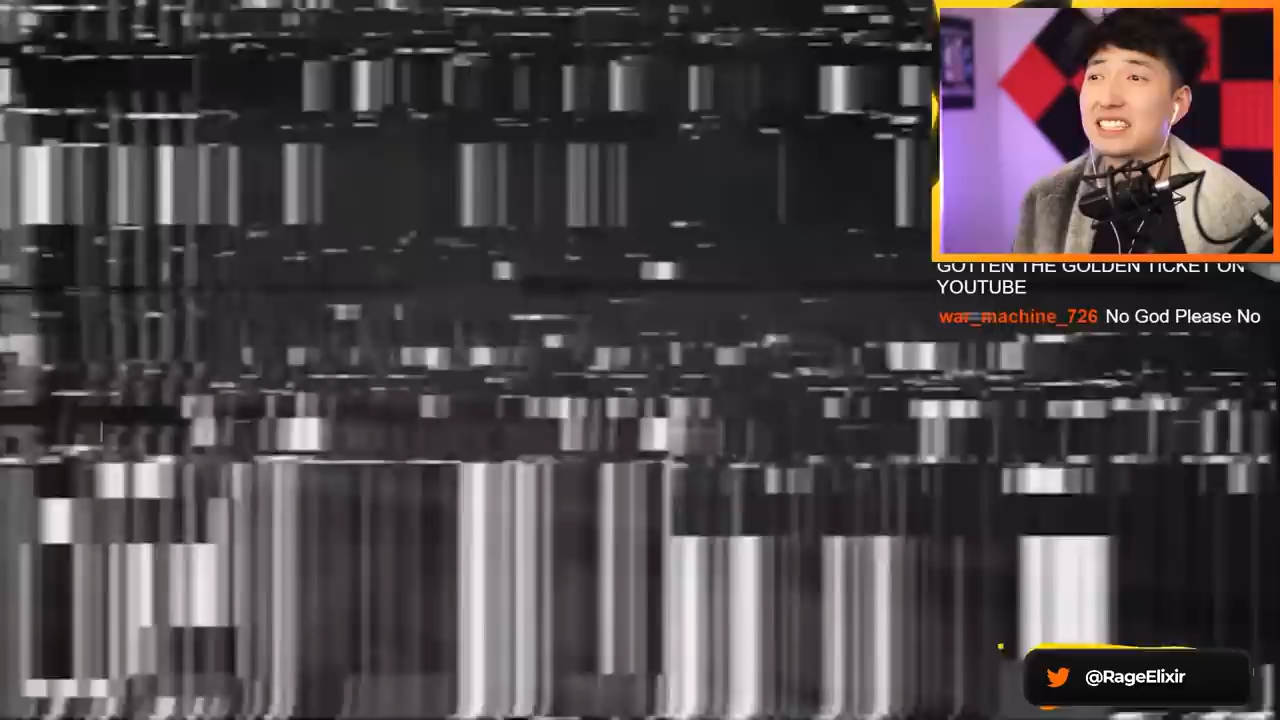 GOTTEN THE GOLDEN TICKET ON
YOUTUBE
war_machine_726 No God Please No
@RageElixir